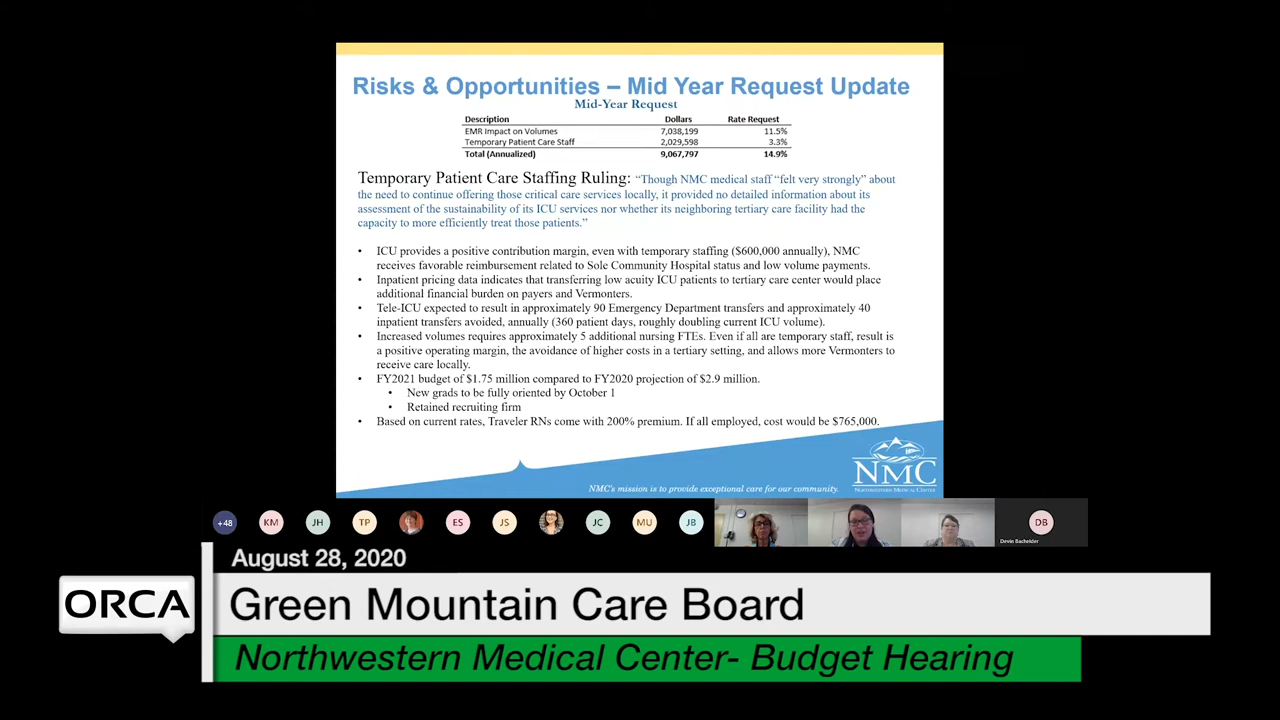 Risks & Opportunities – Mid Year Request Update
Mid-Year Request
Description Dollars Rate Request
EMR Impact on Volumes 7,038,199 11.5%
Temporary Patient Care Staff 2,029,598 3.3%
Total (Annualized) 9,067,797 14.9%
Temporary Patient Care Staffing Ruling: “Though NMC medical staff “felt very strongly” about
the need to continue offering those critical care services locally, it provided no detailed information about its
assessment of the sustainability of its ICU services nor whether its neighboring tertiary care facility had the
capacity to more efficiently treat those patients.”
• ICU provides a positive contribution margin, even with temporary staffing ($600,000 annually), NMC
receives favorable reimbursement related to Sole Community Hospital status and low volume payments.
• Inpatient pricing data indicates that transferring low acuity ICU patients to tertiary care center would place
additional financial burden on payers and Vermonters.
• Tele-ICU expected to result in approximately 90 Emergency Department transfers and approximately 40
inpatient transfers avoided, annually (360 patient days, roughly doubling current ICU volume).
• Increased volumes requires approximately 5 additional nursing FTEs. Even if all are temporary staff, result is
a positive operating margin, the avoidance of higher costs in a tertiary setting, and allows more Vermonters to
receive care locally.
• FY2021 budget of $1.75 million compared to FY2020 projection of $2.9 million.
• New grads to be fully oriented by October 1
• Retained recruiting firm
• Based on current rates, Traveler RNs come with 200% premium. If all employed, cost would be $765,000.
NMC
Northwestern Medical Center
NMC's mission is to provide exceptional care for our community.
+48 KM JH TP ES JS JC MU JB DB
Devin Bachelder
August 28, 2020
ORCA
Green Mountain Care Board
Northwestern Medical Center- Budget Hearing